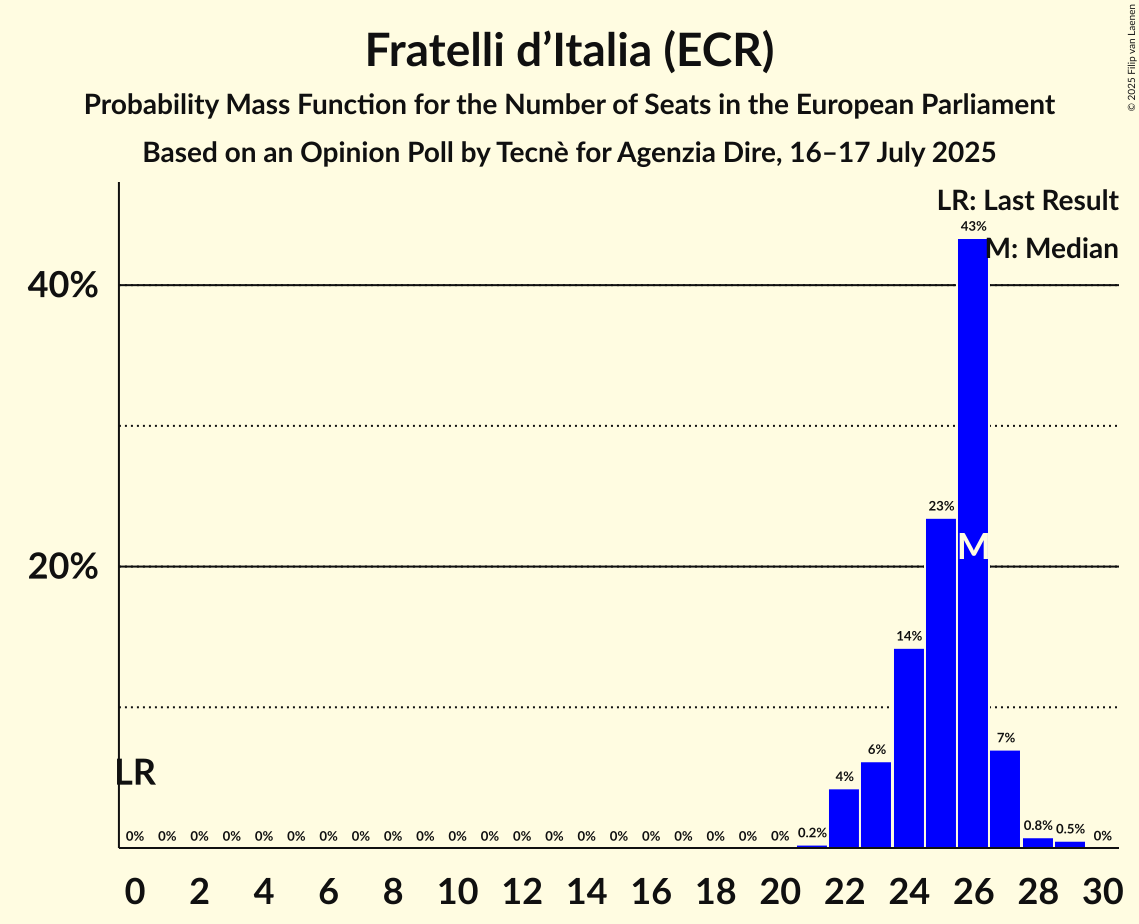 Fratelli d’Italia (ECR)
Probability Mass Function for the Number of Seats in the European Parliament
Based on an Opinion Poll by Tecnè for Agenzia Dire, 16–17 July 2025
© 2025 Filip van Laenen
LR: Last Result
M: Median
40%
20%
43%
23%
M
14%
7%
6%
4%
LR
0% 0% 0% 0% 0% 0% 0% 0% 0% 0% 0% 0% 0% 0% 0% 0% 0% 0% 0% 0% 0% 0.2% 0.8% 0.5% 0%
0 2 4 6 8 10 12 14 16 18 20 22 24 26 28 30